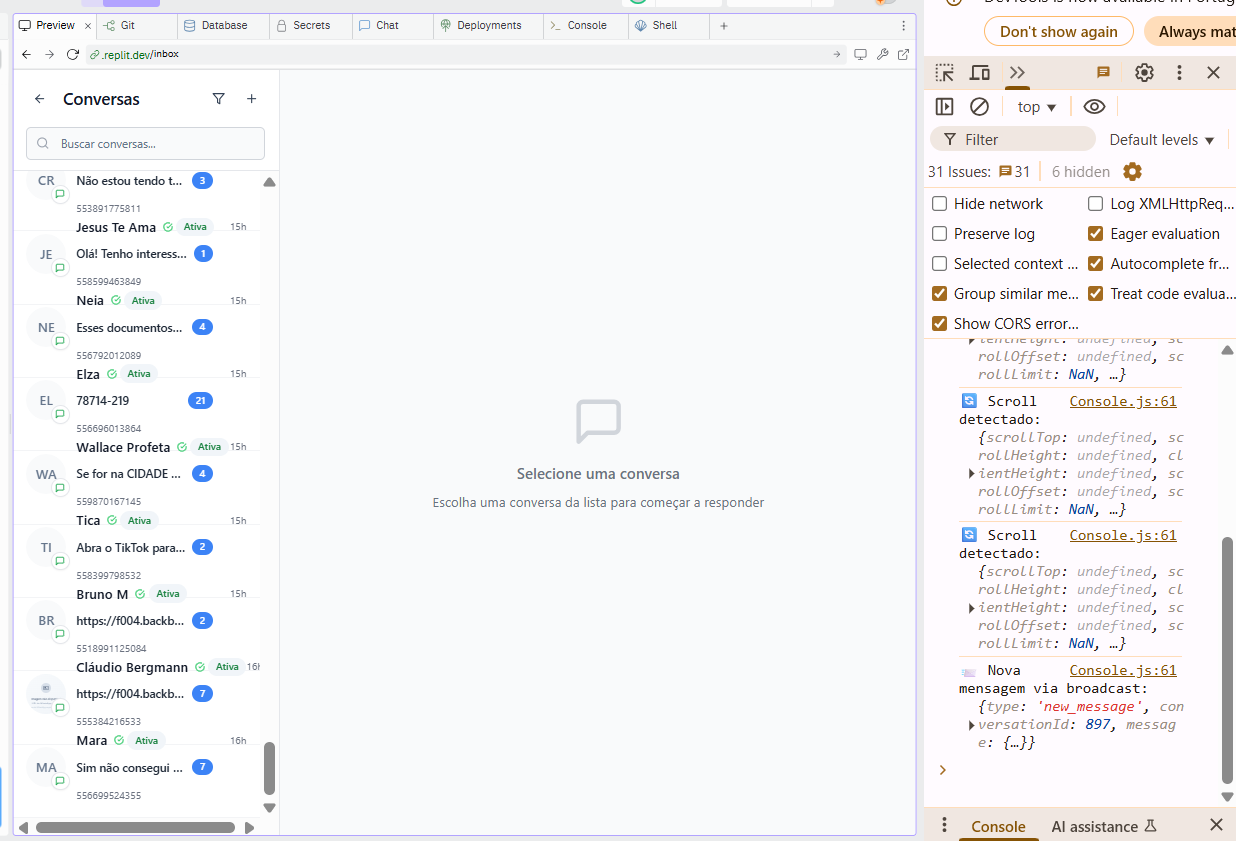 Preview
Git
Database
Secrets
Chat
Deployments
Console
Shell
.replit.dev/inbox
Conversas
Buscar conversas...
CR
Não estou tendo t...
3
553891775811
Jesus Te Ama
Ativa
15h
JE
Olá! Tenho interess...
1
558599463849
Neia
Ativa
15h
NE
Esses documentos...
4
556792012089
Elza
Ativa
15h
EL
78714-219
21
556696013864
Wallace Profeta
Ativa
15h
WA
Se for na CIDADE ...
4
559870167145
Tica
Ativa
15h
TI
Abra o TikTok para...
2
558399798532
Bruno M
Ativa
15h
BR
https://f004.backb...
2
5518991125084
Cláudio Bergmann
Ativa
16h
https://f004.backb...
7
555384216533
Mara
Ativa
16h
MA
Sim não consegui ...
7
556699524355
Selecione uma conversa
Escolha uma conversa da lista para começar a responder
DevTools is now available in Portug
Don't show again
Always mat
top
Filter
Default levels
31 Issues:
31
6 hidden
Hide network
Log XMLHttpReq...
Preserve log
Eager evaluation
Selected context ...
Autocomplete fr...
Group similar me...
Treat code evalua...
Show CORS error...
ientHeight: undefined, sc
rollOffset: undefined, sc
rollLimit: NaN, …}
Scroll
Console.js:61
detectado:
{scrollTop: undefined, sc
rollHeight: undefined, cl
ientHeight: undefined, sc
rollOffset: undefined, sc
rollLimit: NaN, …}
Scroll
Console.js:61
detectado:
{scrollTop: undefined, sc
rollHeight: undefined, cl
ientHeight: undefined, sc
rollOffset: undefined, sc
rollLimit: NaN, …}
Nova
Console.js:61
mensagem via broadcast:
{type: 'new_message', con
versationId: 897, messag
e: {…}}
Console
AI assistance